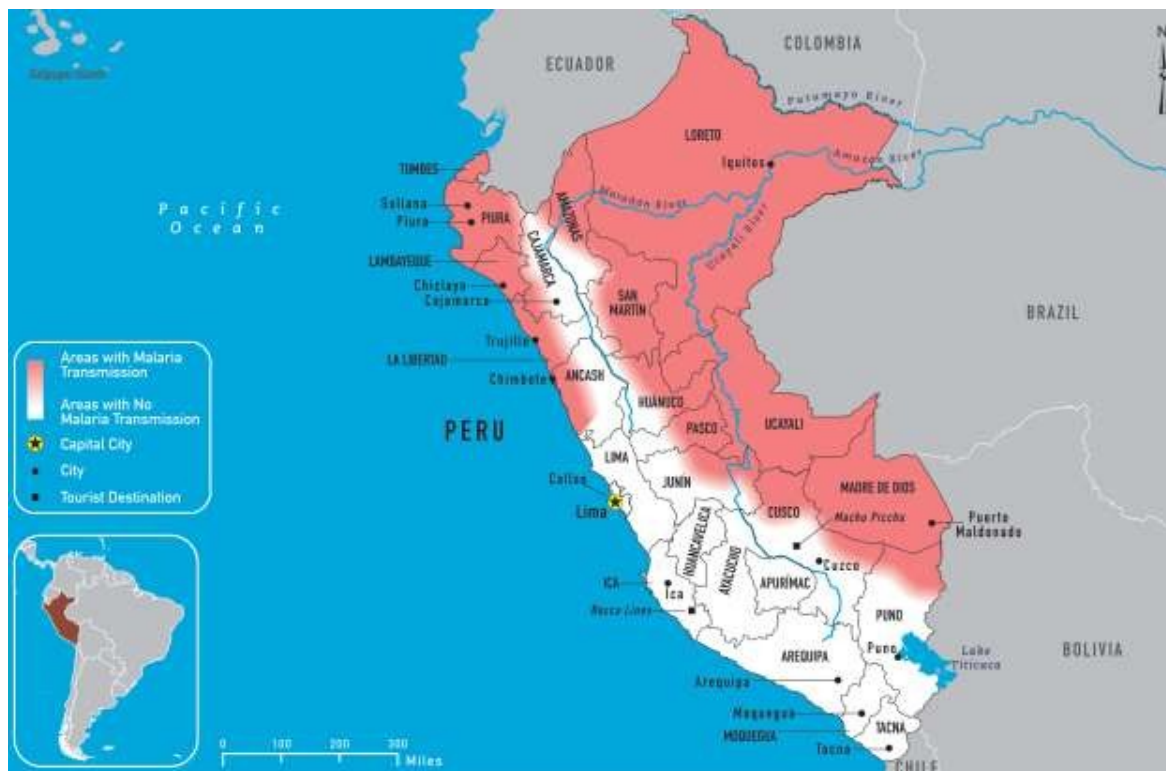 COLOMBIA
N
ECUADOR
Putumayo River
LORETO
Iquitos
Amazon River
TUMBES
Marañón River
AMAZONAS
Ucayali River
Pacific
Ocean
Sullana
Piura
PIURA
CAJAMARCA
LAMBAYEQUE
Chiclayo
Cajamarca
SAN
MARTÍN
BRAZIL
Areas with Malaria
Transmission
Areas with No
Malaria Transmission
Capital City
City
Tourist Destination
Trujillo
LA LIBERTAD
Chimbote
ANCASH
HUÁNUCO
PERU
PASCO
UCAYALI
LIMA
Callao
JUNÍN
Lima
MADRE DE DIOS
CUSCO
Machu Picchu
Puerto
Maldonado
HUANCAVELICA
AYACUCHO
Cuzco
APURÍMAC
ICA
Ica
Nazca Lines
PUNO
Puno
Lake
Titicaca
BOLIVIA
AREQUIPA
Arequipa
Moquegua
MOQUEGUA
TACNA
Tacna
CHILE
0 100 200 300
Miles